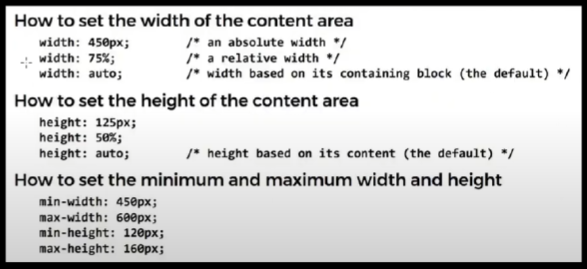 How to set the width of the content area
width: 450px; /* an absolute width */
width: 75%; /* a relative width */
width: auto; /* width based on its containing block (the default) */
How to set the height of the content area
height: 125px;
height: 50%;
height: auto; /* height based on its content (the default) */
How to set the minimum and maximum width and height
min-width: 450px;
max-width: 600px;
min-height: 120px;
max-height: 160px;